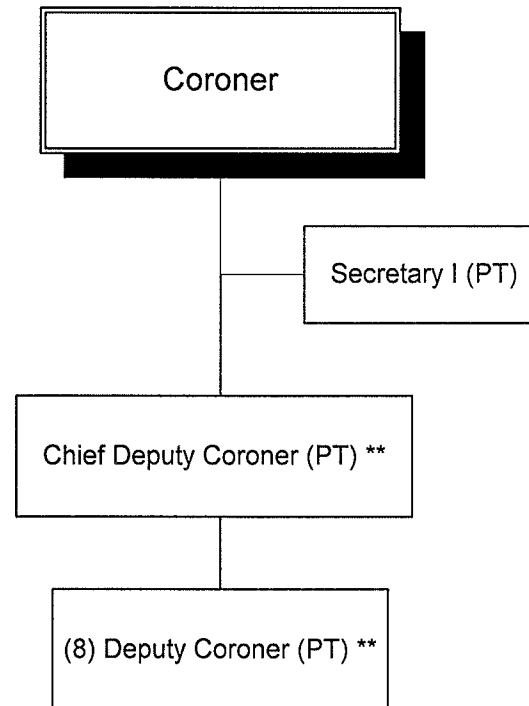 Coroner
Secretary I (PT)
Chief Deputy Coroner (PT) **
(8) Deputy Coroner (PT) **